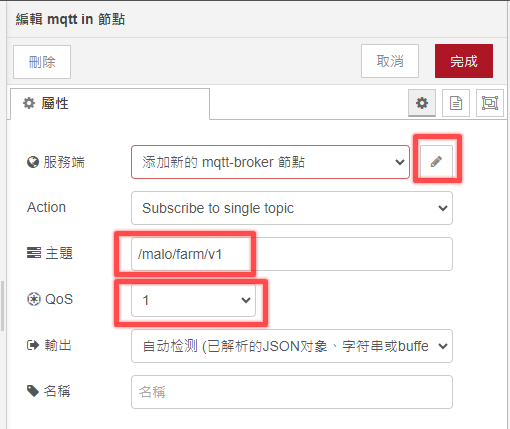 編輯 mqtt in 節點
刪除
取消
完成
屬性
服務端
添加新的 mqtt-broker 節點
Action
Subscribe to single topic
主題
/malo/farm/v1
QoS
1
輸出
自动检测 (已解析的JSON对象、字符串或buffe
名稱
名稱